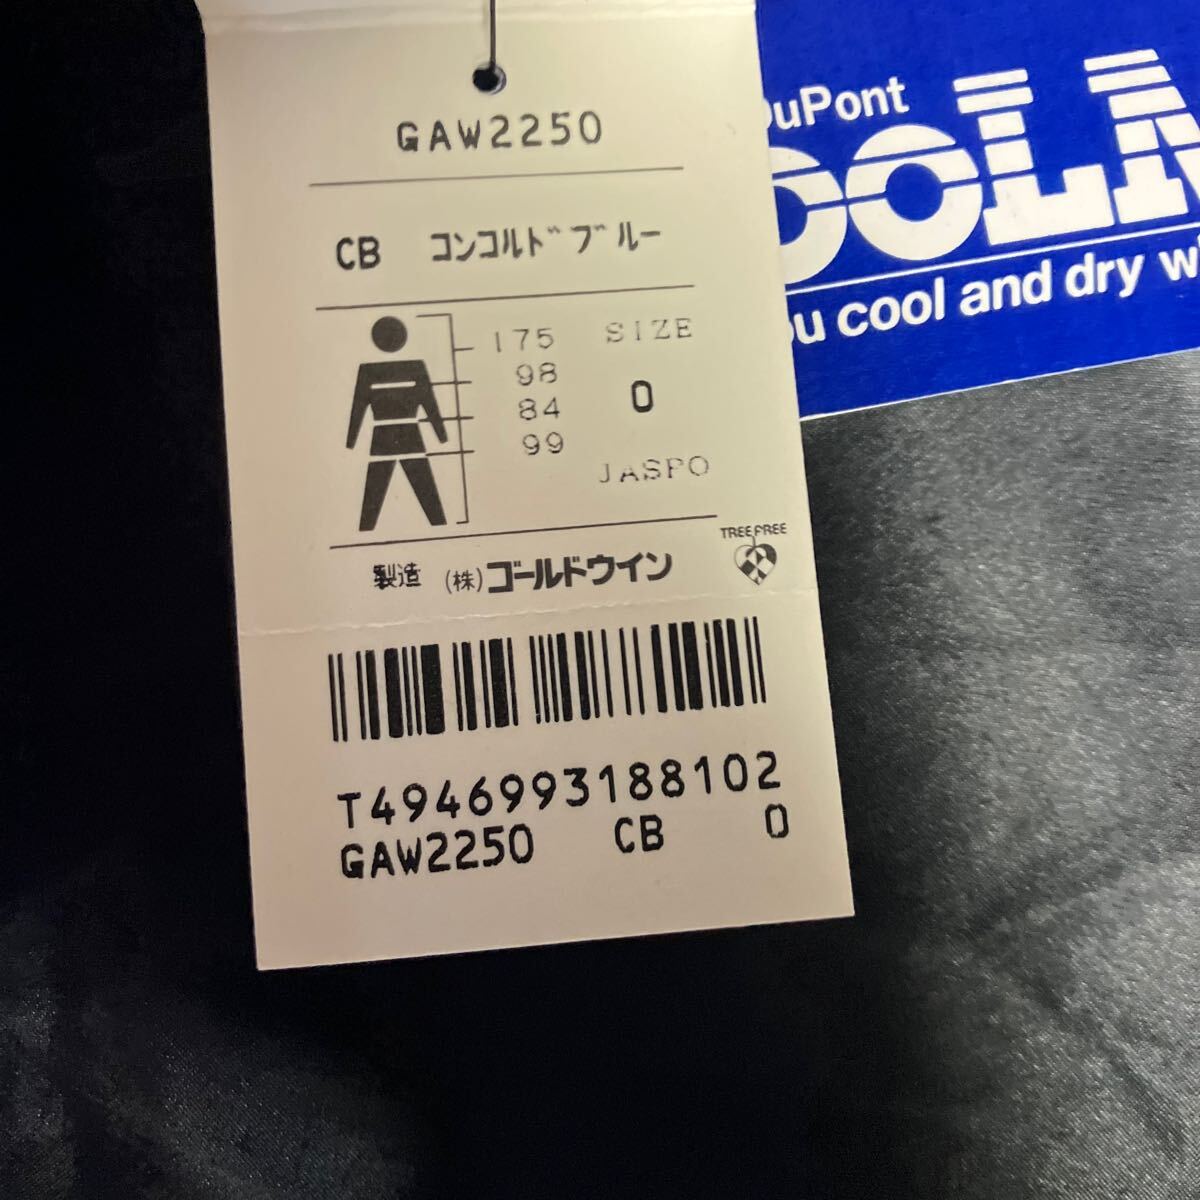 GAW2250
CB コンコルドブルー
175 SIZE
98
84 0
99
JASPO
TREE FREE
製造 (株)ゴールドウイン
T4946993188102
GAW2250 CB 0
DuPont
cool and dry